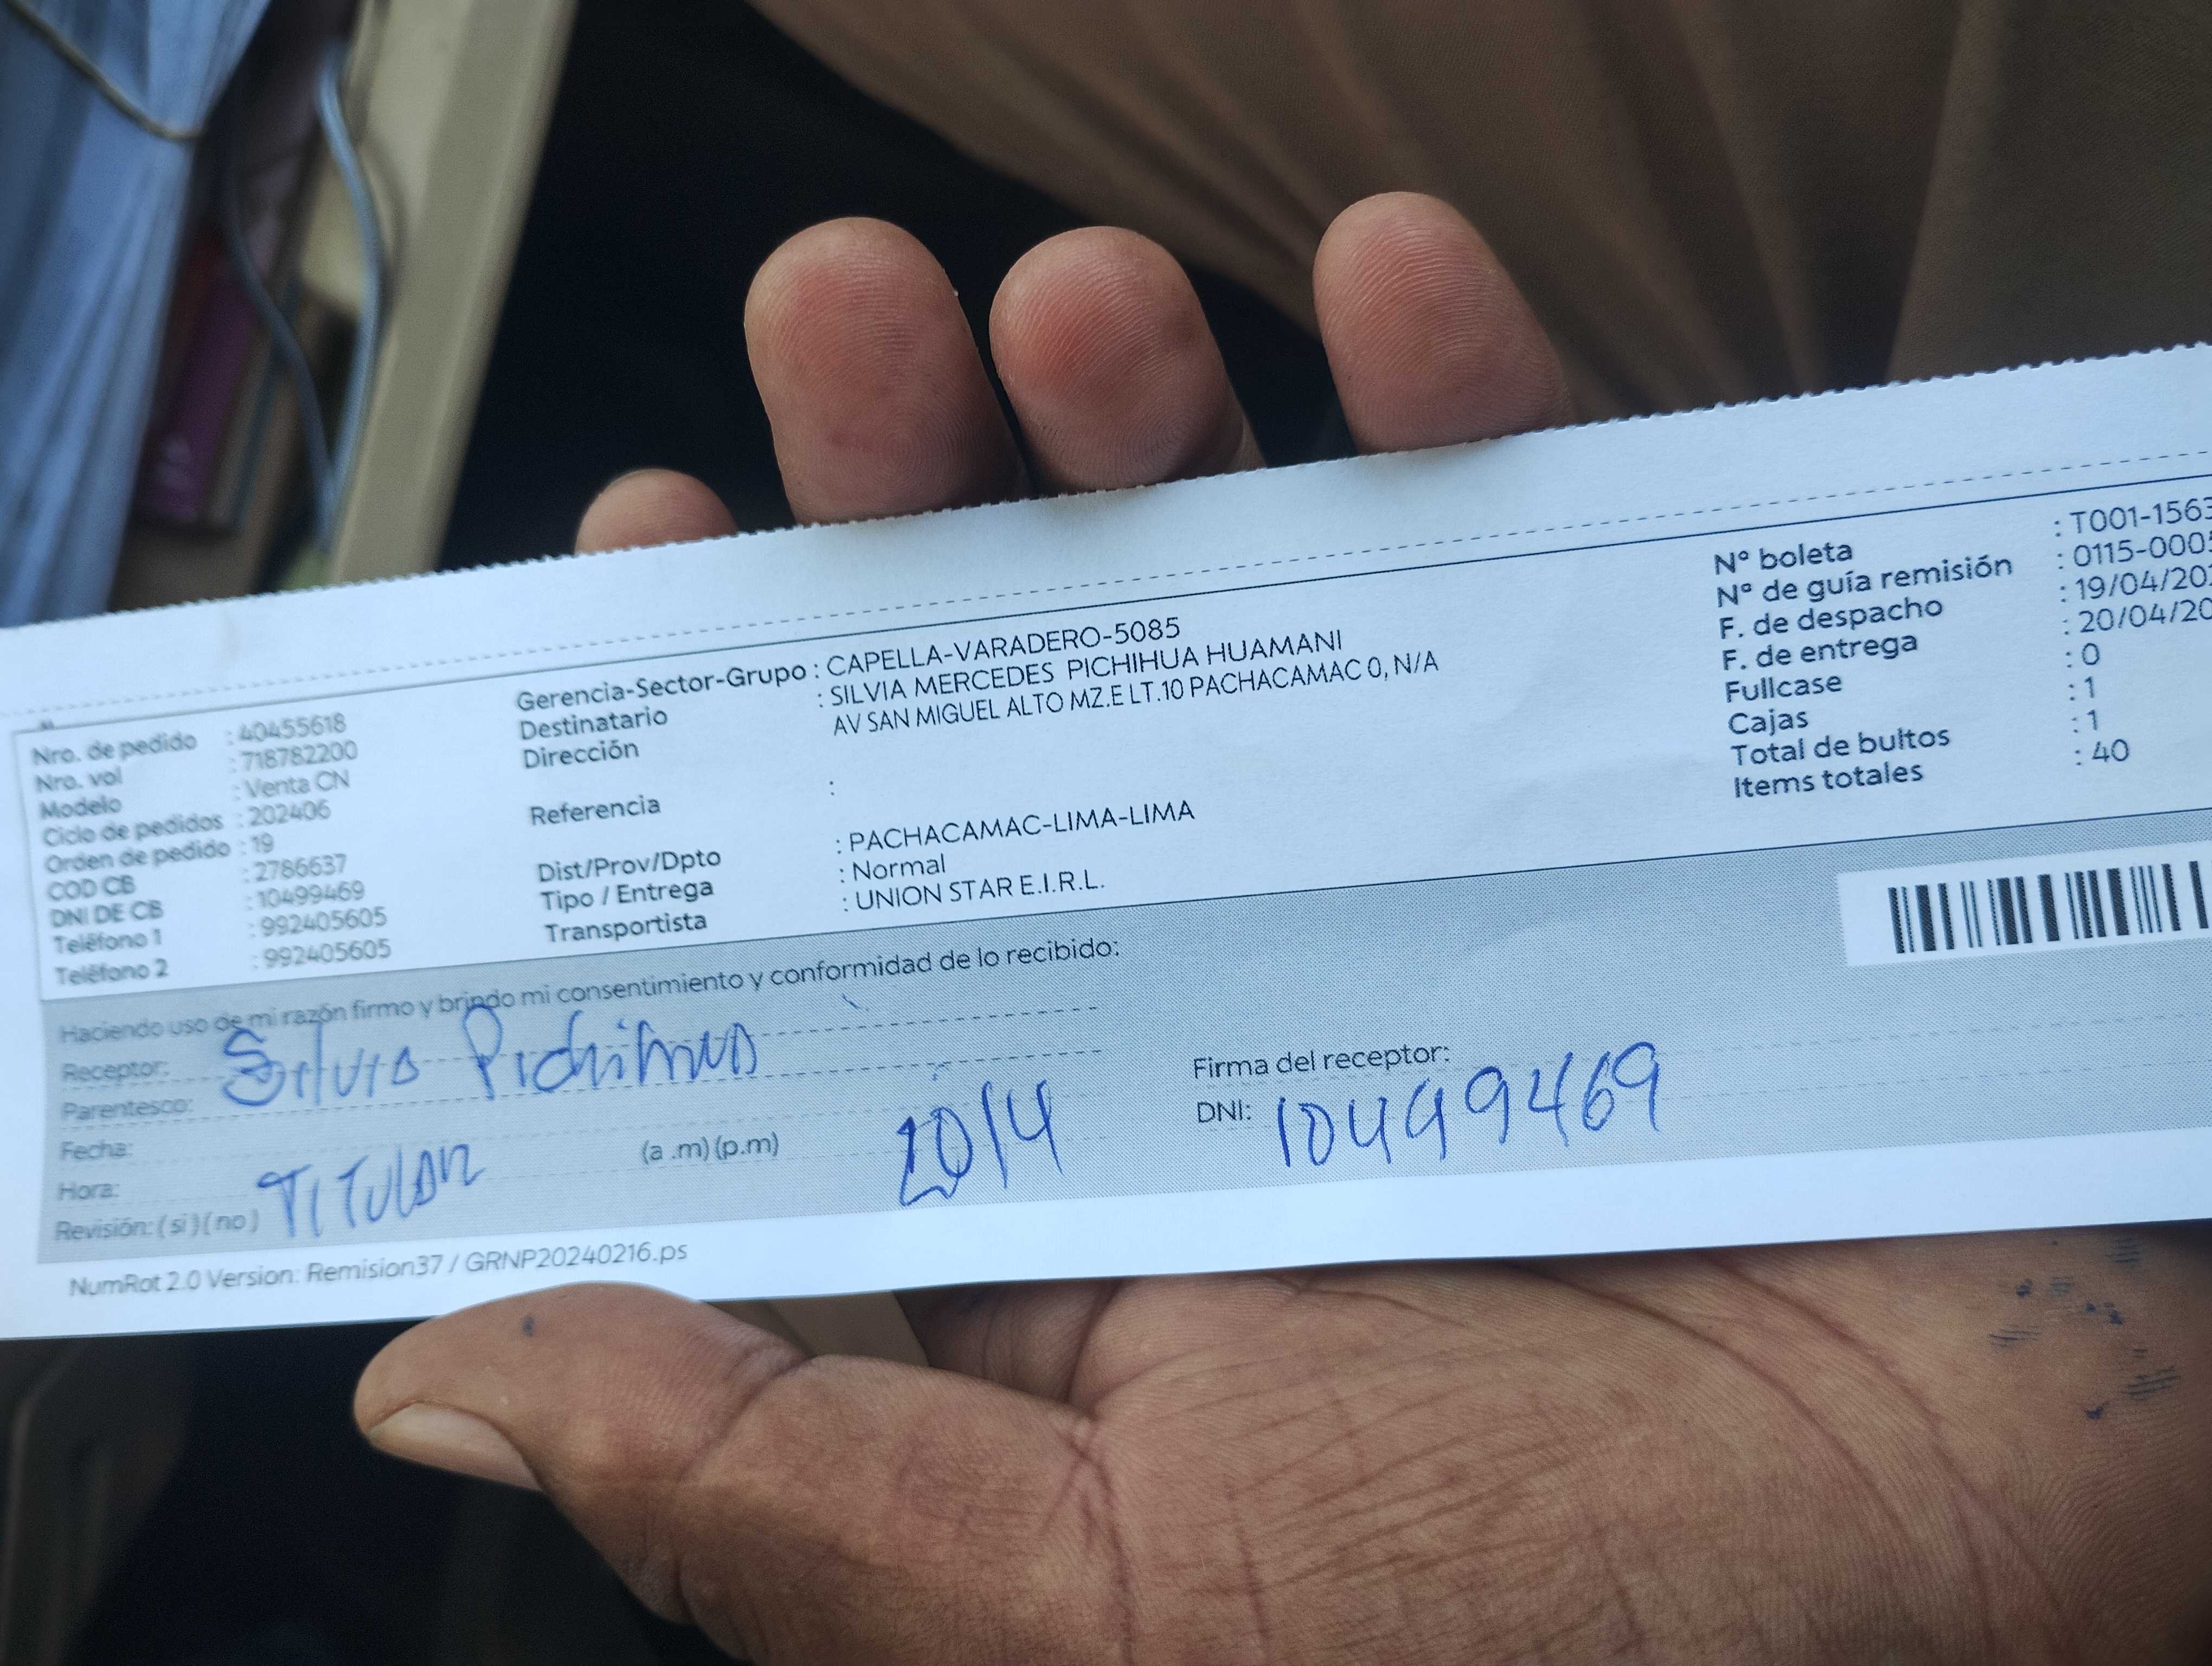 Nro. de pedido : 40455618
Nro. vol : 718782200
Modelo : Venta CN
Ciclo de pedidos : 202406
Orden de pedido : 19
COD CB : 2786637
DNI DE CB : 10499469
Teléfono 1 : 992405605
Teléfono 2 : 992405605
Gerencia-Sector-Grupo : CAPELLA-VARADERO-5085
Destinatario : SILVIA MERCEDES PICHIHUA HUAMANI
Dirección AV SAN MIGUEL ALTO MZ.E LT.10 PACHACAMAC 0, N/A
Referencia :
Dist/Prov/Dpto : PACHACAMAC-LIMA-LIMA
Tipo / Entrega : Normal
Transportista : UNION STAR E.I.R.L.
Nº boleta : T001-1563
Nº de guía remisión : 0115-000
F. de despacho : 19/04/20
F. de entrega : 20/04/20
Fullcase : 0
Cajas : 1
Total de bultos : 1
Items totales : 40
Haciendo uso de mi razón firmo y brindo mi consentimiento y conformidad de lo recibido:
Receptor: Silvia Pichihua
Parentesco:
Fecha:
Hora: (a .m) (p.m) 20/4
Revisión: ( si ) ( no ) TITULAR
Firma del receptor:
DNI: 10499469
NumRot 2.0 Version: Remision37 / GRNP20240216.ps